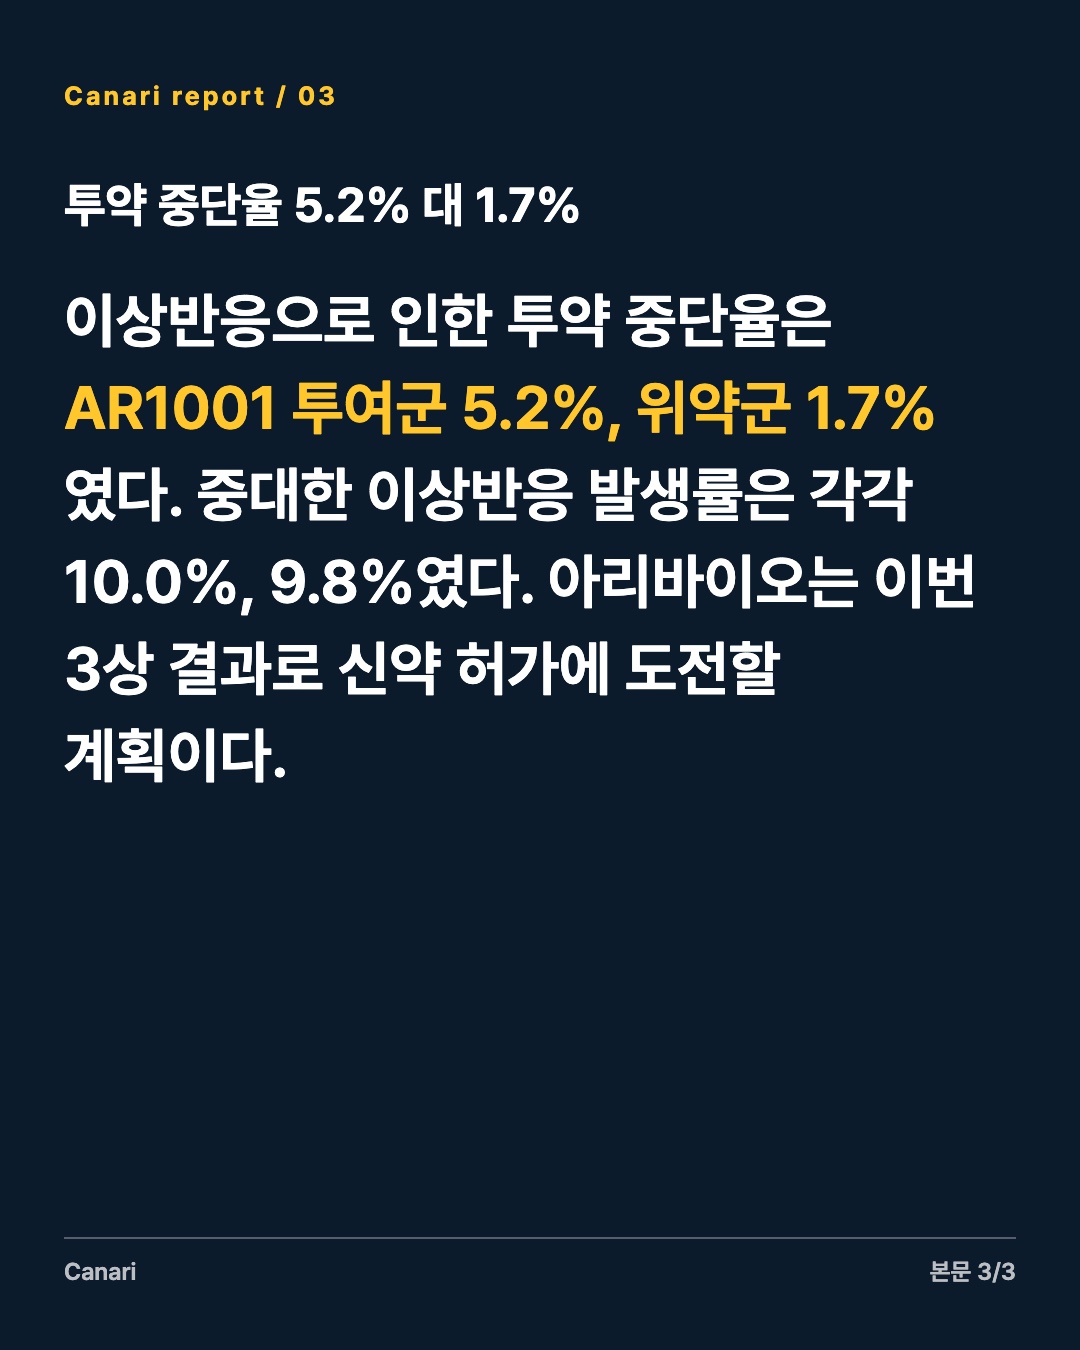 Canari report / 03
투약 중단율 5.2% 대 1.7%
이상반응으로 인한 투약 중단율은
AR1001 투여군 5.2%, 위약군 1.7%
였다. 중대한 이상반응 발생률은 각각
10.0%, 9.8%였다. 아리바이오는 이번
3상 결과로 신약 허가에 도전할
계획이다.
Canari
본문 3/3